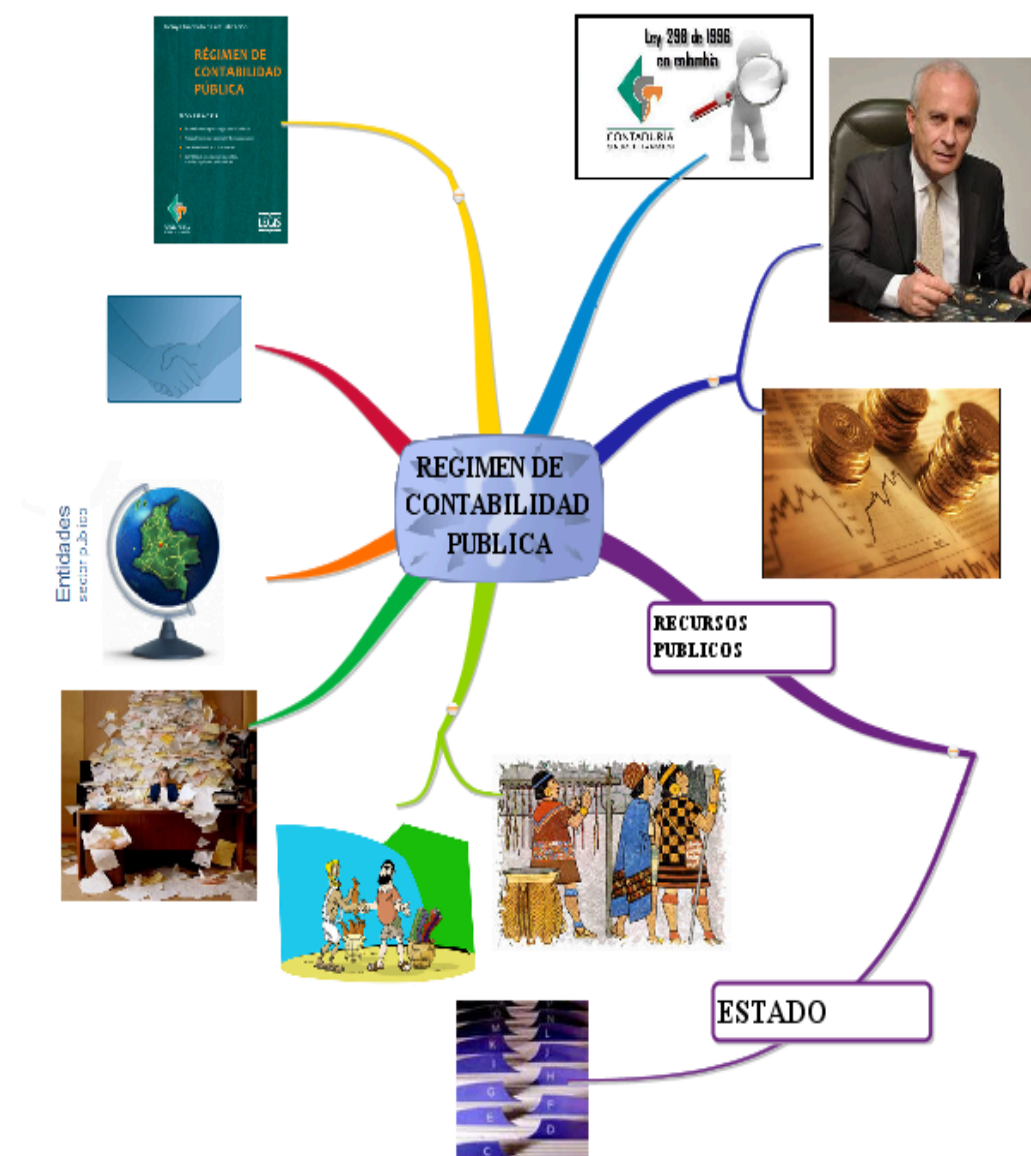 RÉGIMEN DE
CONTABILIDAD
PÚBLICA
LEGIS
Ley 298 de 1996
en colombia
CONTADURÍA
REGIMEN DE
CONTABILIDAD
PUBLICA
Entidades
sector publico
RECURSOS
PUBLICOS
ESTADO
M
N
K
L
I
J
G
H
E
F
C
D